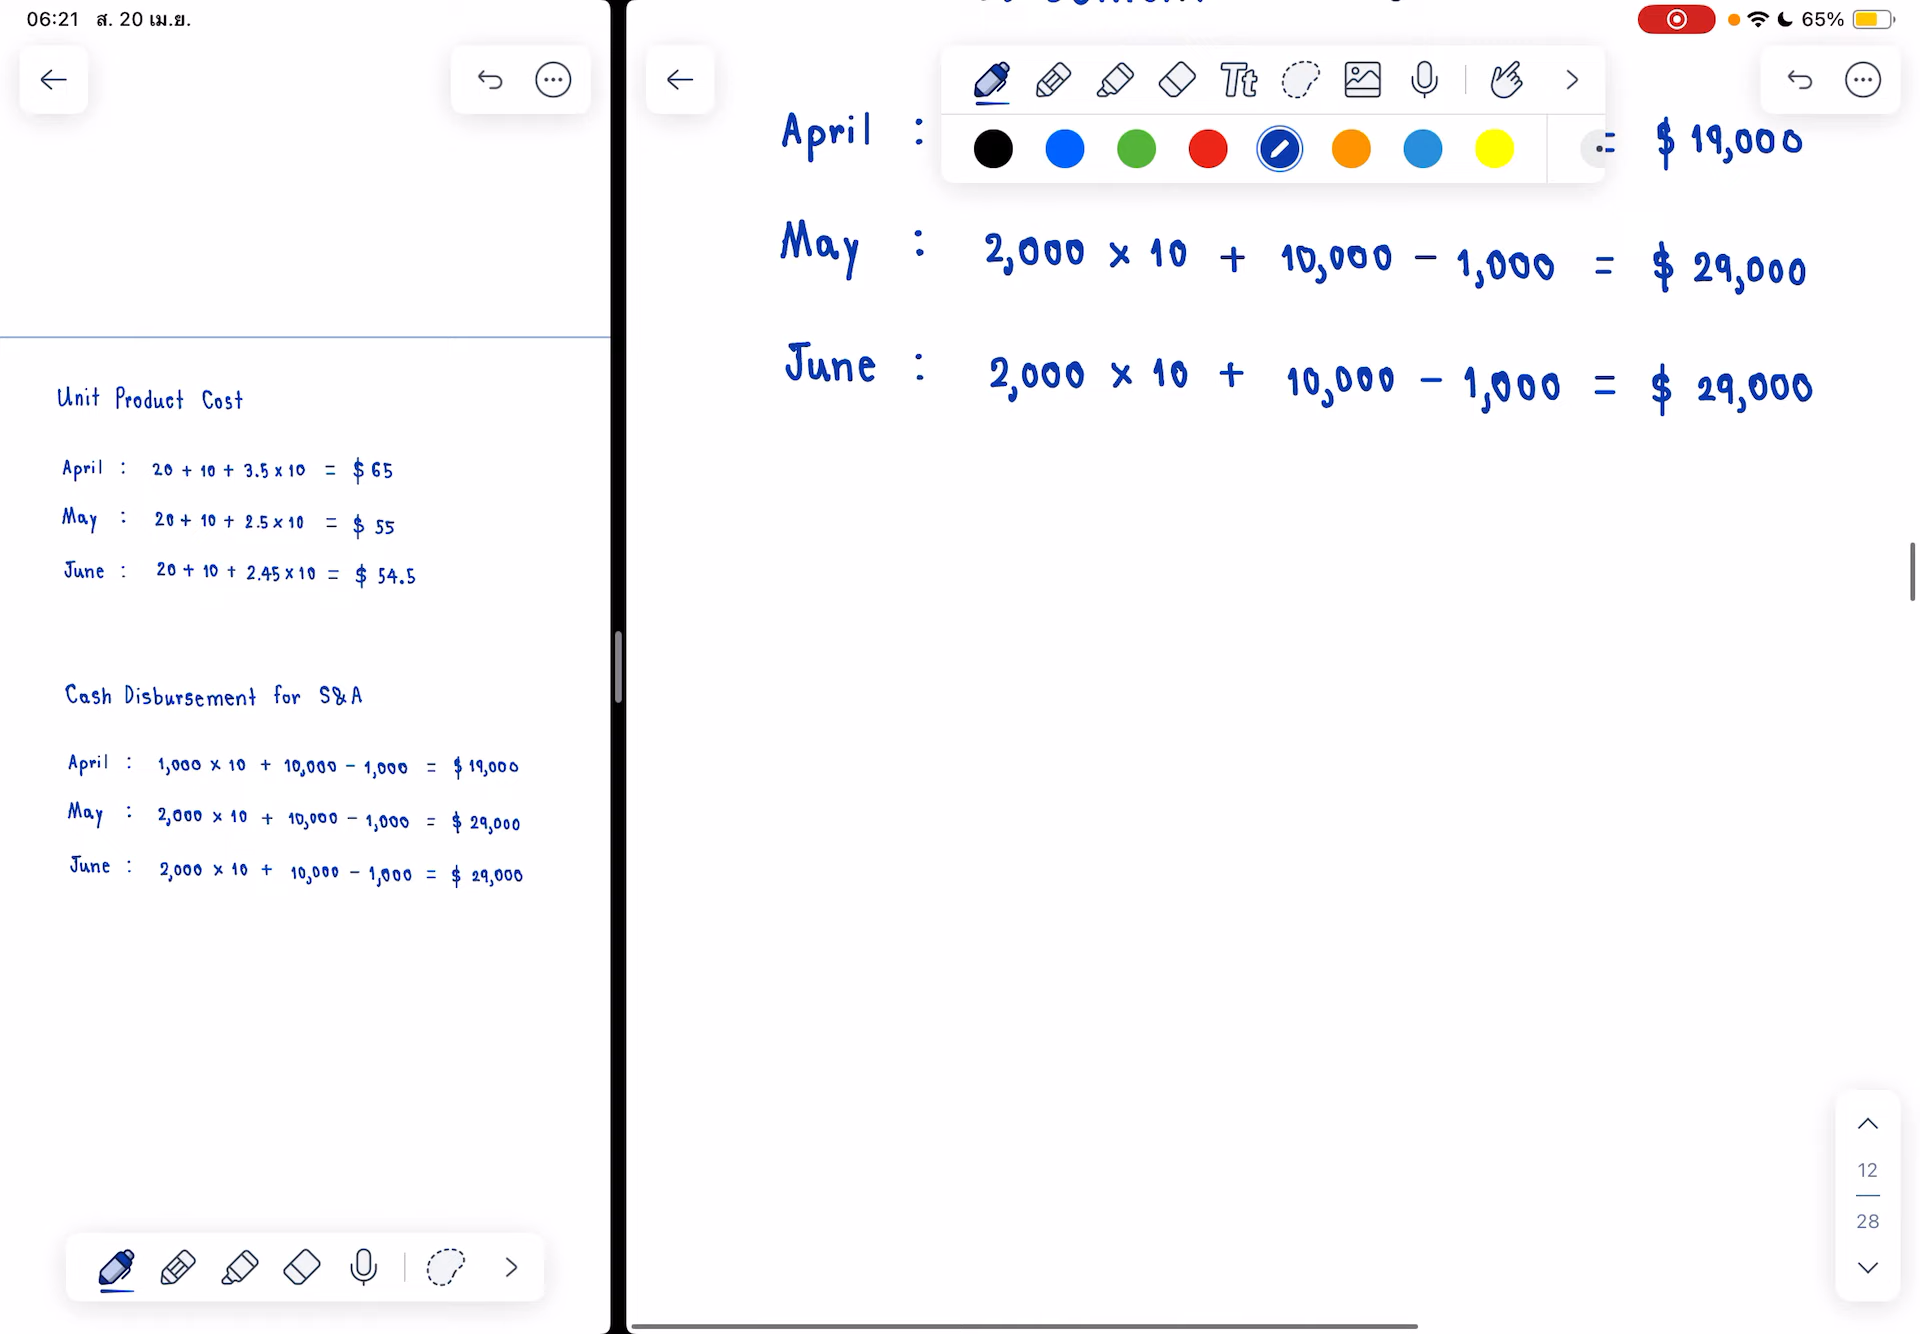 06:21 ส. 20 เม.ย.
65%
Unit Product Cost
April : 20 + 10 + 3.5 x 10 = $ 65
May : 20 + 10 + 2.5 x 10 = $ 55
June : 20 + 10 + 2.45 x 10 = $ 54.5
Cash Disbursement for S&A
April : 1,000 x 10 + 10,000 - 1,000 = $ 19,000
May : 2,000 x 10 + 10,000 - 1,000 = $ 29,000
June : 2,000 x 10 + 10,000 - 1,000 = $ 29,000
Tt
April : = $ 19,000
May : 2,000 x 10 + 10,000 - 1,000 = $ 29,000
June : 2,000 x 10 + 10,000 - 1,000 = $ 29,000
12
28